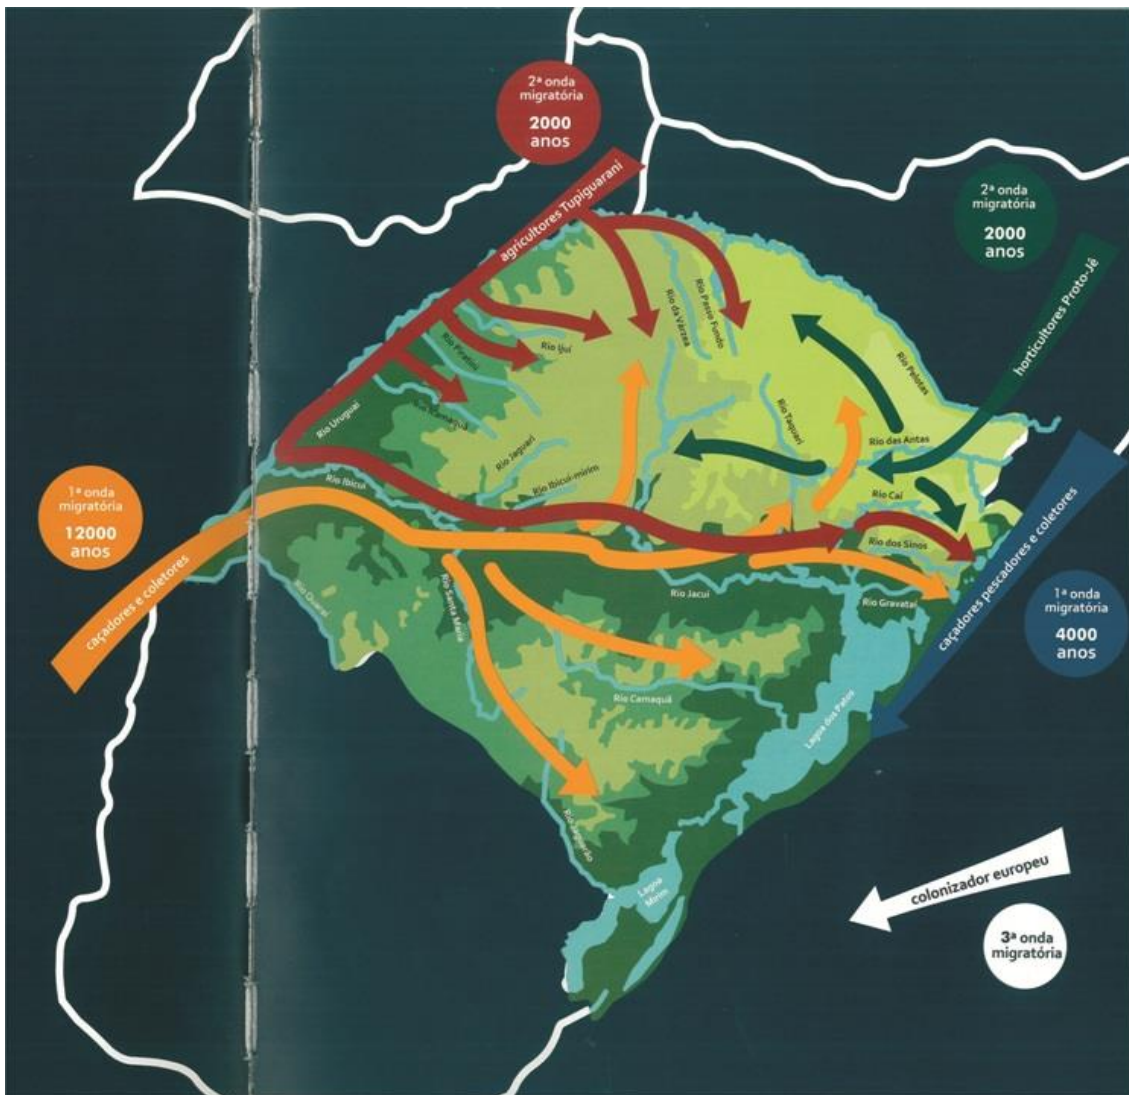 2ª onda
migratória
2000
anos
agricultores Tupiguarani
2ª onda
migratória
2000
anos
horticultores Proto-Jé
Rio da Várzea
Rio Passo Fundo
Rio Ijuí
Rio Piratini
Rio Pelotas
Rio Uruguai
Rio Camaquã
Rio Taquari
Rio das Antas
Rio Jaguari
Rio Ibicuí
Rio Ibicuí-mirim
Rio Caí
1ª onda
migratória
12000
anos
caçadores e coletores
Rio dos Sinos
Rio Quaraí
Rio Santa Maria
Rio Jacuí
Rio Gravataí
caçadores pescadores e coletores
1ª onda
migratória
4000
anos
Rio Camaquã
Lagoa dos Patos
Rio Jaguarão
Lagoa
Mirim
colonizador europeu
3ª onda
migratória